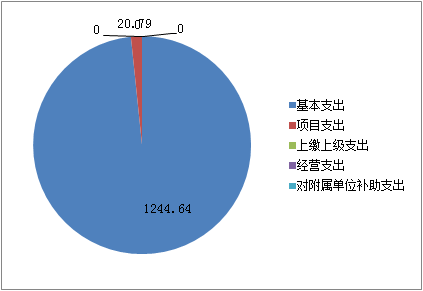 0
20.79
0
0
1244.64
基本支出
项目支出
上缴上级支出
经营支出
对附属单位补助支出